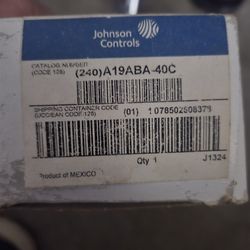 Johnson
Controls
CATALOG NUMBER
(CODE 128)
(240)A19ABA-40C
SHIPPING CONTAINER CODE
(UCC/EAN CODE 128)
(01)
Qty 1
J1324
Product of MEXICO